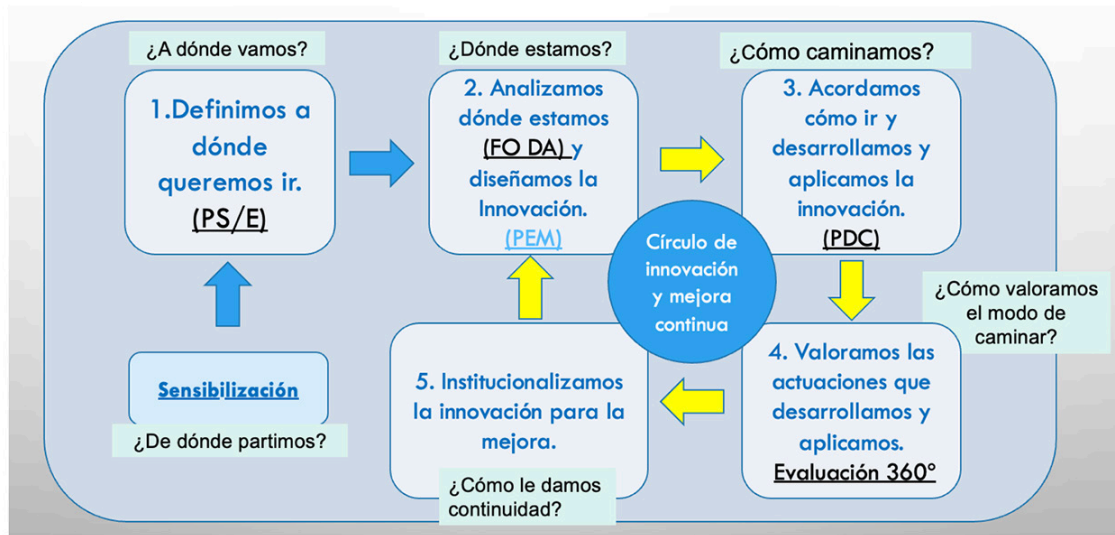 ¿A dónde vamos?
1.Definimos a
dónde
queremos ir.
(PS/E)
¿Dónde estamos?
2. Analizamos
dónde estamos
(FO DA) y
diseñamos la
Innovación.
(PEM)
¿Cómo caminamos?
3. Acordamos
cómo ir y
desarrollamos y
aplicamos la
innovación.
(PDC)
Círculo de
innovación
y mejora
continua
¿Cómo valoramos
el modo de
caminar?
4. Valoramos las
actuaciones que
desarrollamos y
aplicamos.
Evaluación 360°
5. Institucionalizamos
la innovación para la
mejora.
¿Cómo le damos
continuidad?
Sensibilización
¿De dónde partimos?